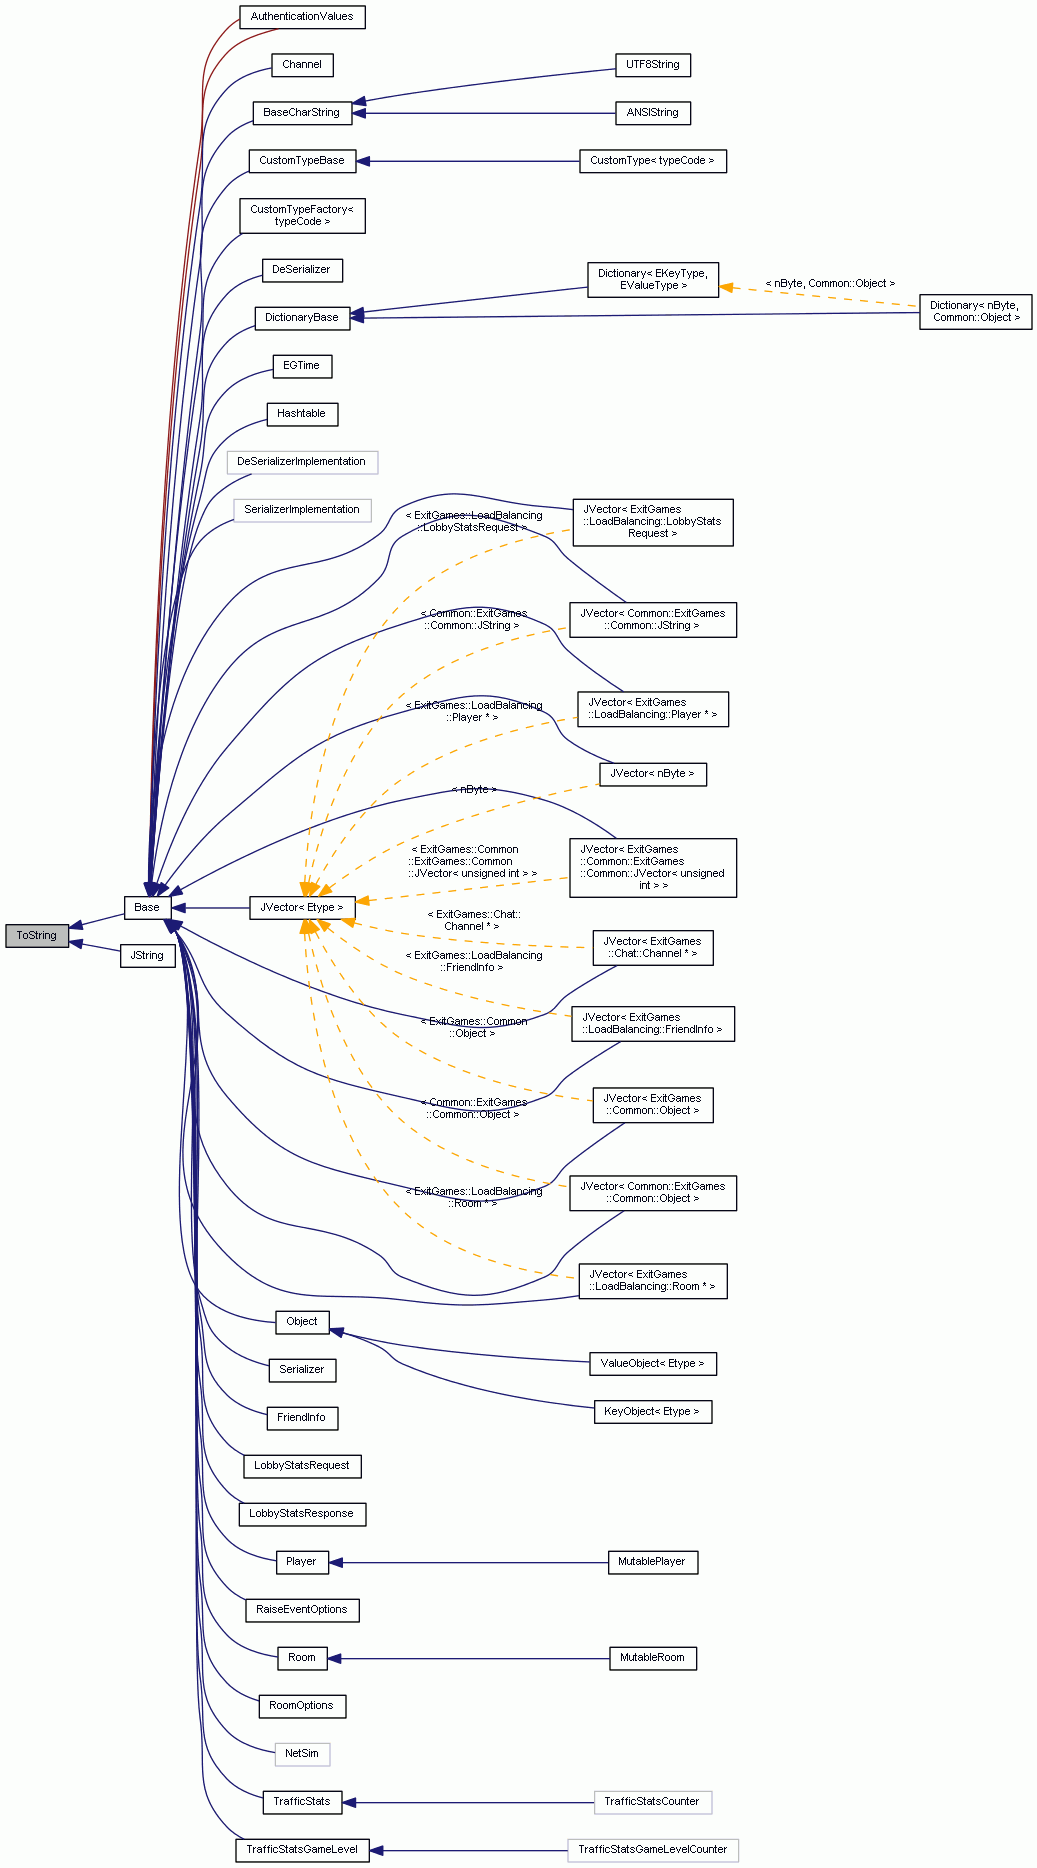 AuthenticationValues
Channel
UTF8String
BaseCharString
ANSIString
CustomTypeBase
CustomType< typeCode >
CustomTypeFactory<
typeCode >
DeSerializer
Dictionary< EKeyType,
EValueType >
< nByte, Common::Object >
Dictionary< nByte,
Common::Object >
DictionaryBase
EGTime
Hashtable
DeSerializerImplementation
SerializerImplementation
< ExitGames::LoadBalancing
::LobbyStatsRequest >
JVector< ExitGames
::LoadBalancing::LobbyStats
Request >
< Common::ExitGames
::Common::JString >
JVector< Common::ExitGames
::Common::JString >
< ExitGames::LoadBalancing
::Player * >
JVector< ExitGames
::LoadBalancing::Player * >
JVector< nByte >
< nByte >
< ExitGames::Common
::ExitGames::Common
::JVector< unsigned int > >
JVector< ExitGames
::Common::ExitGames
::Common::JVector< unsigned
int > >
Base
JVector< Etype >
ToString
JString
< ExitGames::Chat::
Channel * >
JVector< ExitGames
::Chat::Channel * >
< ExitGames::LoadBalancing
::FriendInfo >
JVector< ExitGames
::LoadBalancing::FriendInfo >
< ExitGames::Common
::Object >
JVector< ExitGames
::Common::Object >
< Common::ExitGames
::Common::Object >
JVector< Common::ExitGames
::Common::Object >
< ExitGames::LoadBalancing
::Room * >
JVector< ExitGames
::LoadBalancing::Room * >
Object
ValueObject< Etype >
Serializer
KeyObject< Etype >
FriendInfo
LobbyStatsRequest
LobbyStatsResponse
Player
MutablePlayer
RaiseEventOptions
Room
MutableRoom
RoomOptions
NetSim
TrafficStats
TrafficStatsCounter
TrafficStatsGameLevel
TrafficStatsGameLevelCounter